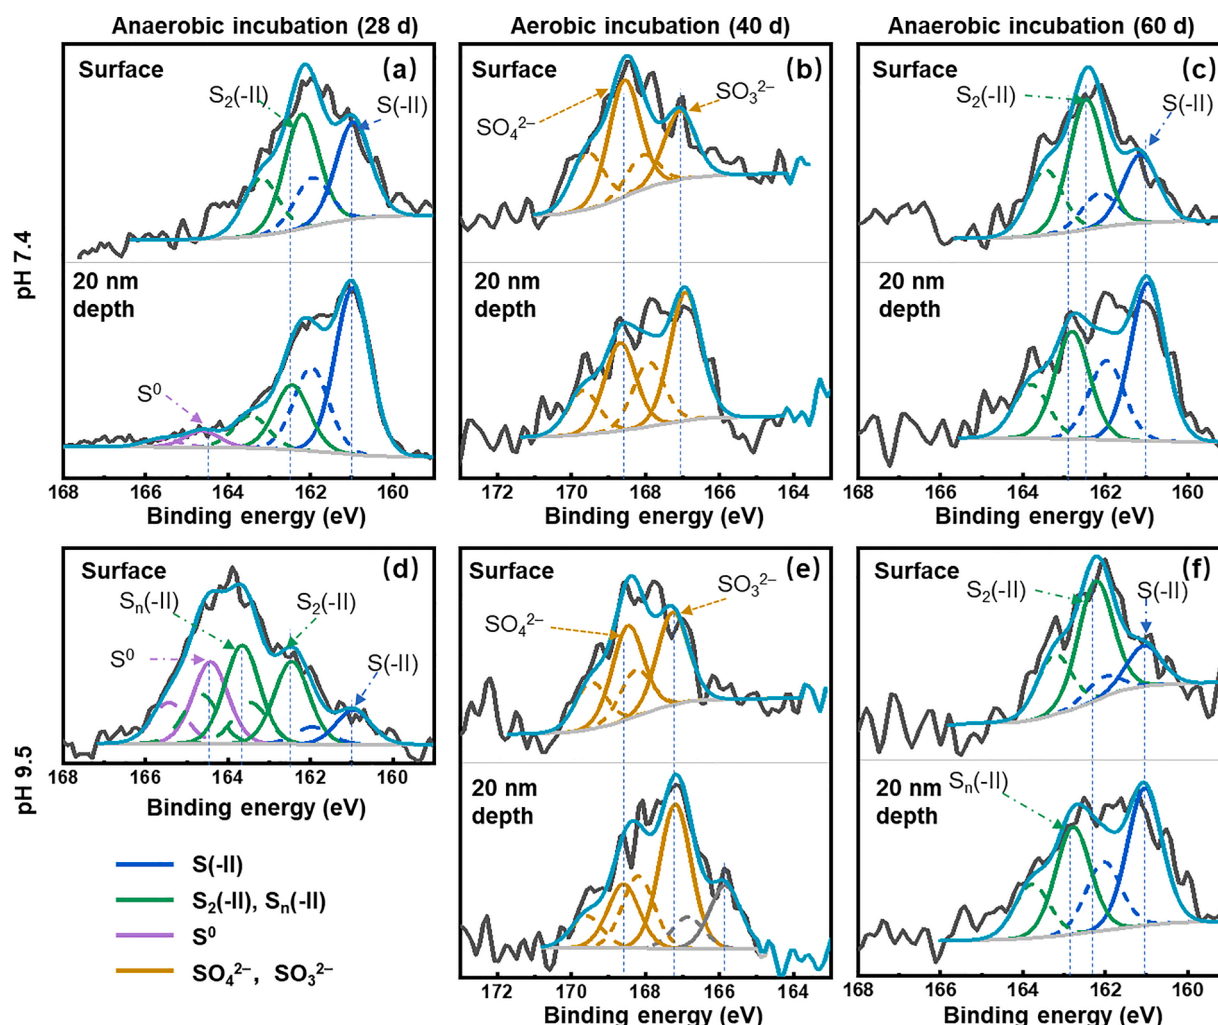 Anaerobic incubation (28 d)
Aerobic incubation (40 d)
Anaerobic incubation (60 d)
pH 7.4
Surface
(a)
S₂(-II)
S(-II)
20 nm
depth
S⁰
168 166 164 162 160
Binding energy (eV)
Surface
(b)
SO₄²⁻
SO₃²⁻
20 nm
depth
172 170 168 166 164
Binding energy (eV)
Surface
(c)
S₂(-II)
S(-II)
20 nm
depth
168 166 164 162 160
Binding energy (eV)
pH 9.5
Surface
(d)
Sₙ(-II)
S₂(-II)
S⁰
S(-II)
168 166 164 162 160
Binding energy (eV)
S(-II)
S₂(-II), Sₙ(-II)
S⁰
SO₄²⁻ , SO₃²⁻
Surface
(e)
SO₃²⁻
SO₄²⁻
20 nm
depth
172 170 168 166 164
Binding energy (eV)
Surface
(f)
S₂(-II)
S(-II)
Sₙ(-II)
20 nm
depth
168 166 164 162 160
Binding energy (eV)